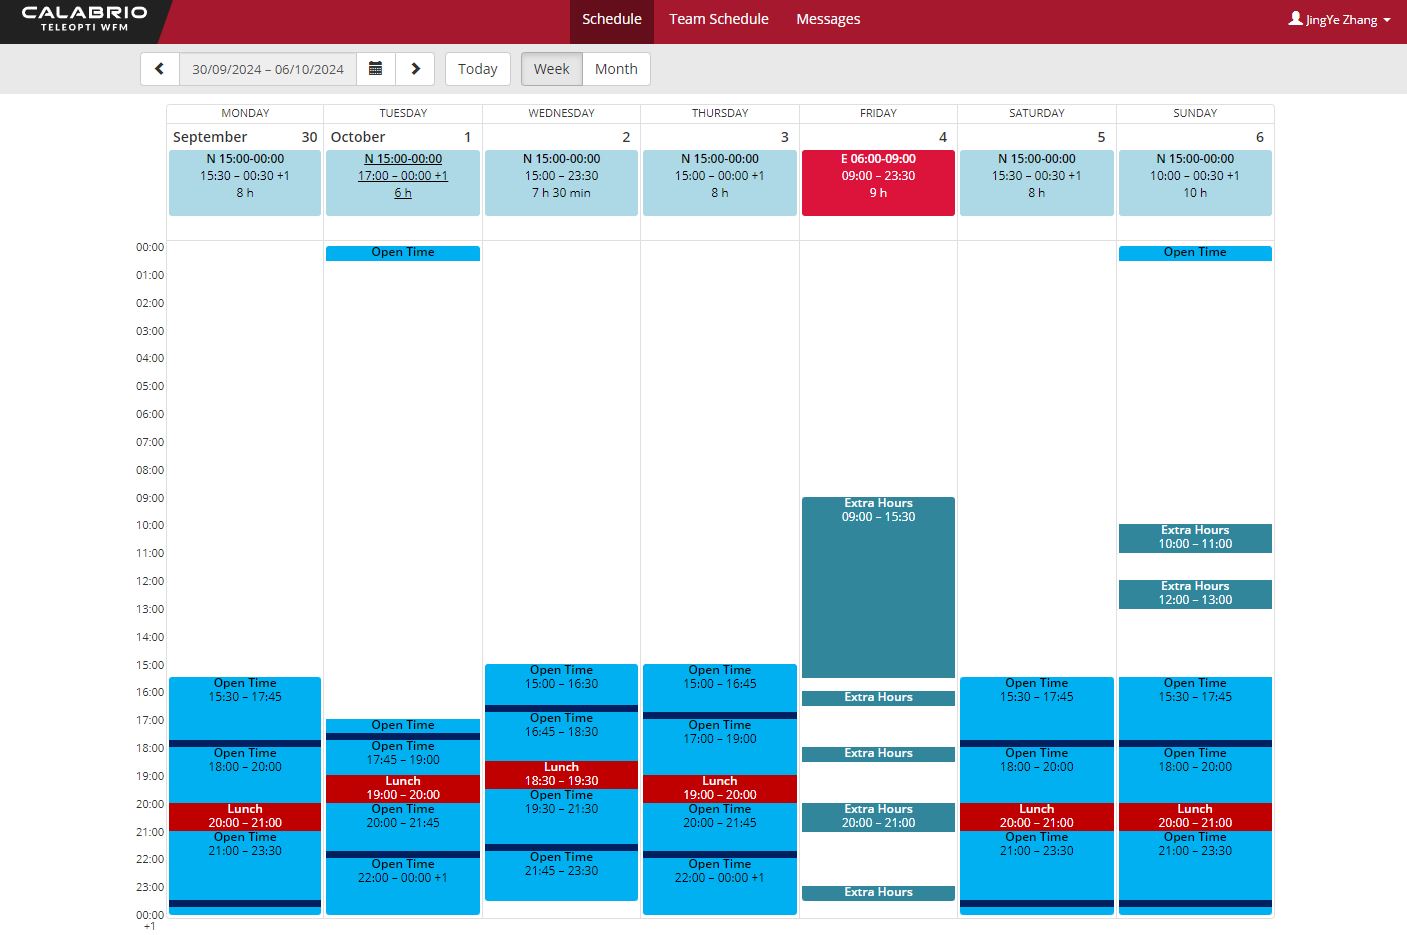 CALABRIO
TELEOPTI WFM
Schedule
Team Schedule
Messages
JingYe Zhang
30/09/2024 – 06/10/2024
Today
Week
Month
MONDAY
TUESDAY
WEDNESDAY
THURSDAY
FRIDAY
SATURDAY
SUNDAY
September 30
October 1
2
3
4
5
6
N 15:00-00:00
15:30 – 00:30 +1
8 h
N 15:00-00:00
17:00 – 00:00 +1
6 h
N 15:00-00:00
15:00 – 23:30
7 h 30 min
N 15:00-00:00
15:00 – 00:00 +1
8 h
E 06:00-09:00
09:00 – 23:30
9 h
N 15:00-00:00
15:30 – 00:30 +1
8 h
N 15:00-00:00
10:00 – 00:30 +1
10 h
00:00
01:00
02:00
03:00
04:00
05:00
06:00
07:00
08:00
09:00
10:00
11:00
12:00
13:00
14:00
15:00
16:00
17:00
18:00
19:00
20:00
21:00
22:00
23:00
00:00
+1
Open Time
15:30 – 17:45
Open Time
18:00 – 20:00
Lunch
20:00 – 21:00
Open Time
21:00 – 23:30
Open Time
Open Time
Open Time
17:45 – 19:00
Lunch
19:00 – 20:00
Open Time
20:00 – 21:45
Open Time
22:00 – 00:00 +1
Open Time
15:00 – 16:30
Open Time
16:45 – 18:30
Lunch
18:30 – 19:30
Open Time
19:30 – 21:30
Open Time
21:45 – 23:30
Open Time
15:00 – 16:45
Open Time
17:00 – 19:00
Lunch
19:00 – 20:00
Open Time
20:00 – 21:45
Open Time
22:00 – 00:00 +1
Extra Hours
09:00 – 15:30
Extra Hours
Extra Hours
Extra Hours
20:00 – 21:00
Extra Hours
Open Time
15:30 – 17:45
Open Time
18:00 – 20:00
Lunch
20:00 – 21:00
Open Time
21:00 – 23:30
Open Time
Extra Hours
10:00 – 11:00
Extra Hours
12:00 – 13:00
Open Time
15:30 – 17:45
Open Time
18:00 – 20:00
Lunch
20:00 – 21:00
Open Time
21:00 – 23:30